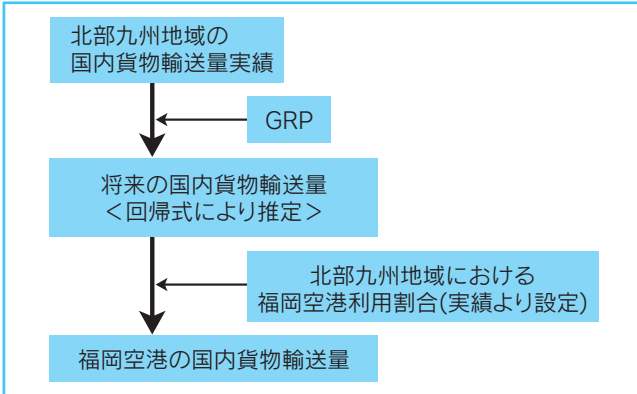 北部九州地域の
国内貨物輸送量実績
GRP
将来の国内貨物輸送量
＜回帰式により推定＞
北部九州地域における
福岡空港利用割合(実績より設定)
福岡空港の国内貨物輸送量